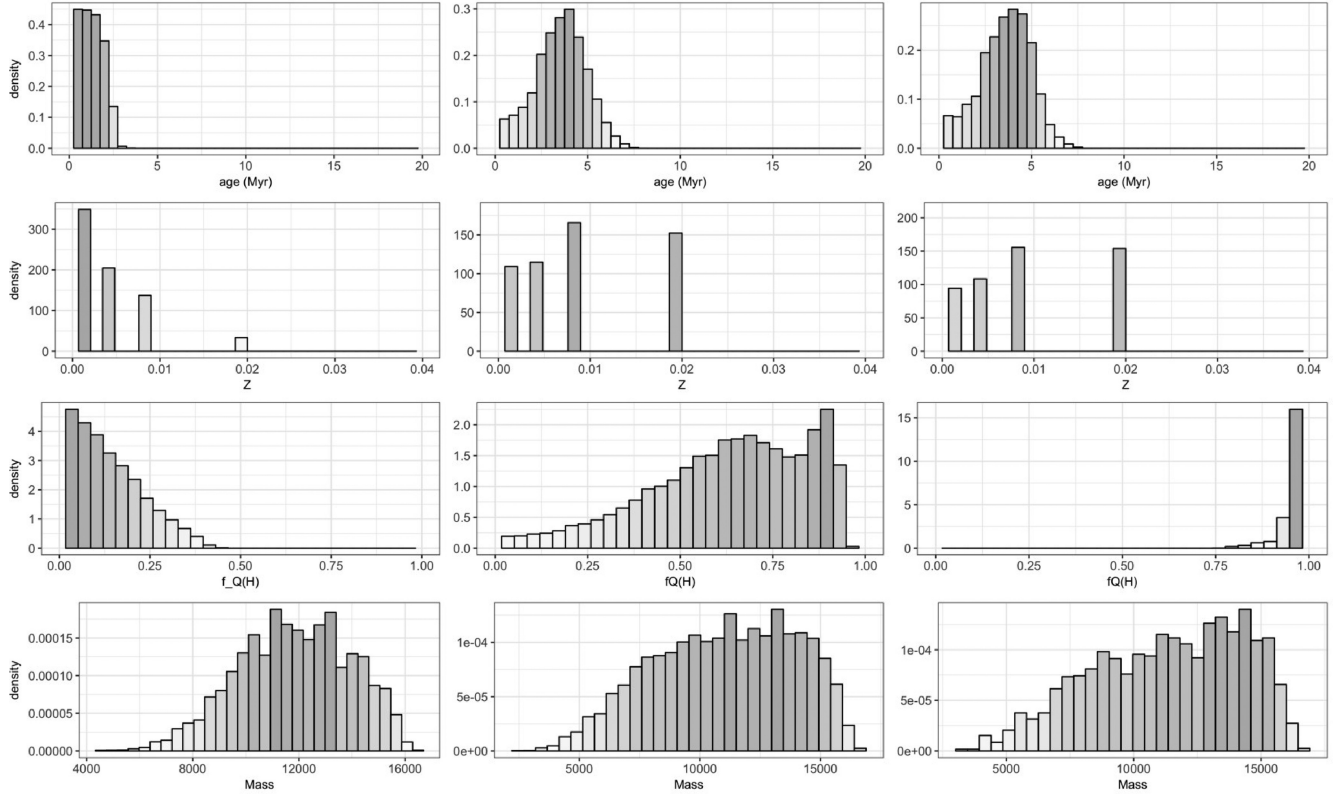 density
0.4
0.3
0.2
0.1
0.0
0 5 10 15 20
age (Myr)
0.3
0.2
0.1
0.0
0 5 10 15 20
age (Myr)
0.2
0.1
0.0
0 5 10 15 20
age (Myr)
density
300
200
100
0
0.00 0.01 0.02 0.03 0.04
Z
150
100
50
0
0.00 0.01 0.02 0.03 0.04
Z
200
150
100
50
0
0.00 0.01 0.02 0.03 0.04
Z
density
4
3
2
1
0
0.00 0.25 0.50 0.75 1.00
f_Q(H)
2.0
1.5
1.0
0.5
0.0
0.00 0.25 0.50 0.75 1.00
fQ(H)
15
10
5
0
0.00 0.25 0.50 0.75 1.00
fQ(H)
density
0.00015
0.00010
0.00005
0.00000
4000 8000 12000 16000
Mass
1e-04
5e-05
0e+00
5000 10000 15000
Mass
1e-04
5e-05
0e+00
5000 10000 15000
Mass